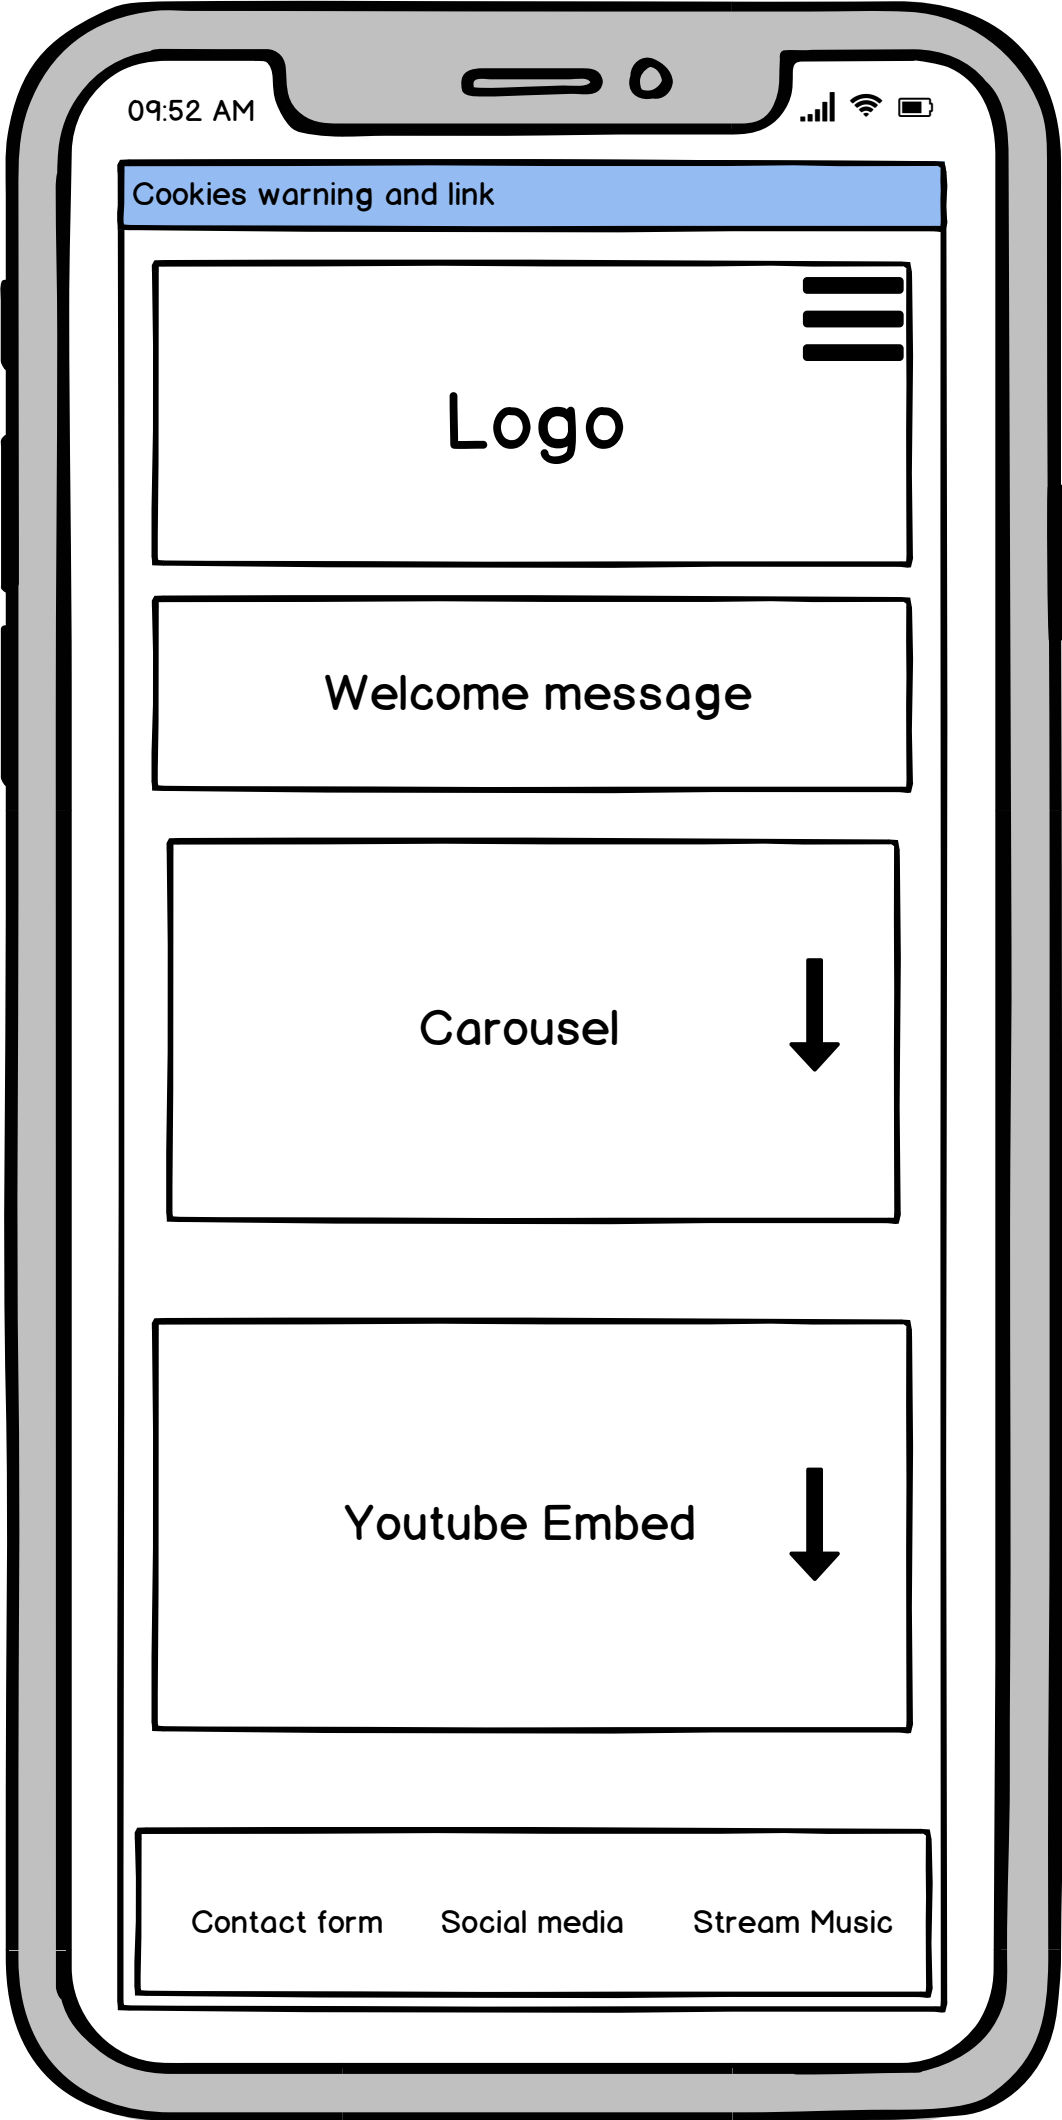 09:52 AM
Cookies warning and link
Logo
Welcome message
Carousel
Youtube Embed
Contact form Social media Stream Music